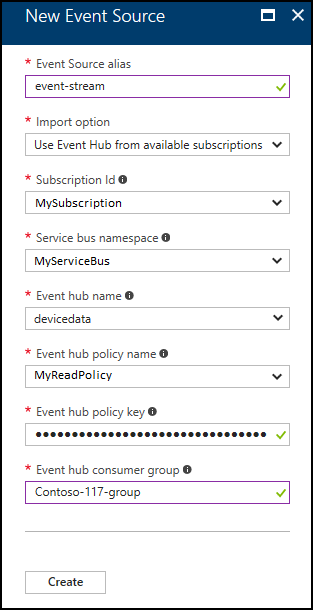 New Event Source
* Event Source alias
event-stream
* Import option
Use Event Hub from available subscriptions
* Subscription Id
MySubscription
* Service bus namespace
MyServiceBus
* Event hub name
devicedata
* Event hub policy name
MyReadPolicy
* Event hub policy key
••••••••••••••••••••••••••••••••
* Event hub consumer group
Contoso-117-group
Create